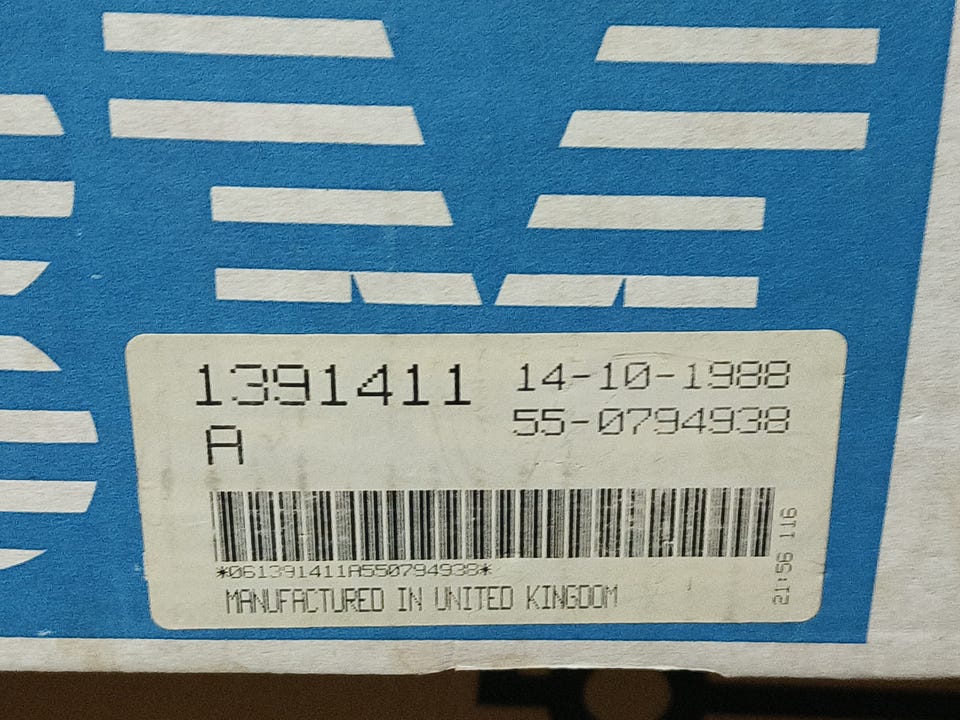 1391411
14-10-1988
A
55-0794938
*061391411A550794938*
MANUFACTURED IN UNITED KINGDOM
21:56 116